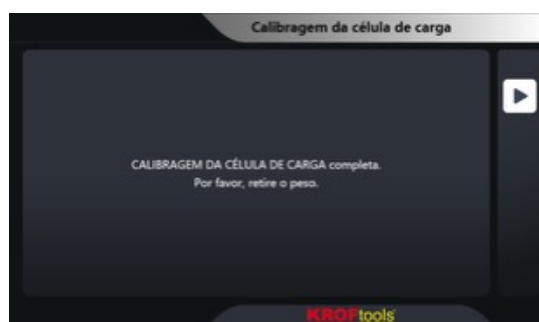 Calibragem da célula de carga
CALIBRAGEM DA CÉLULA DE CARGA completa.
Por favor, retire o peso.
KROFtools